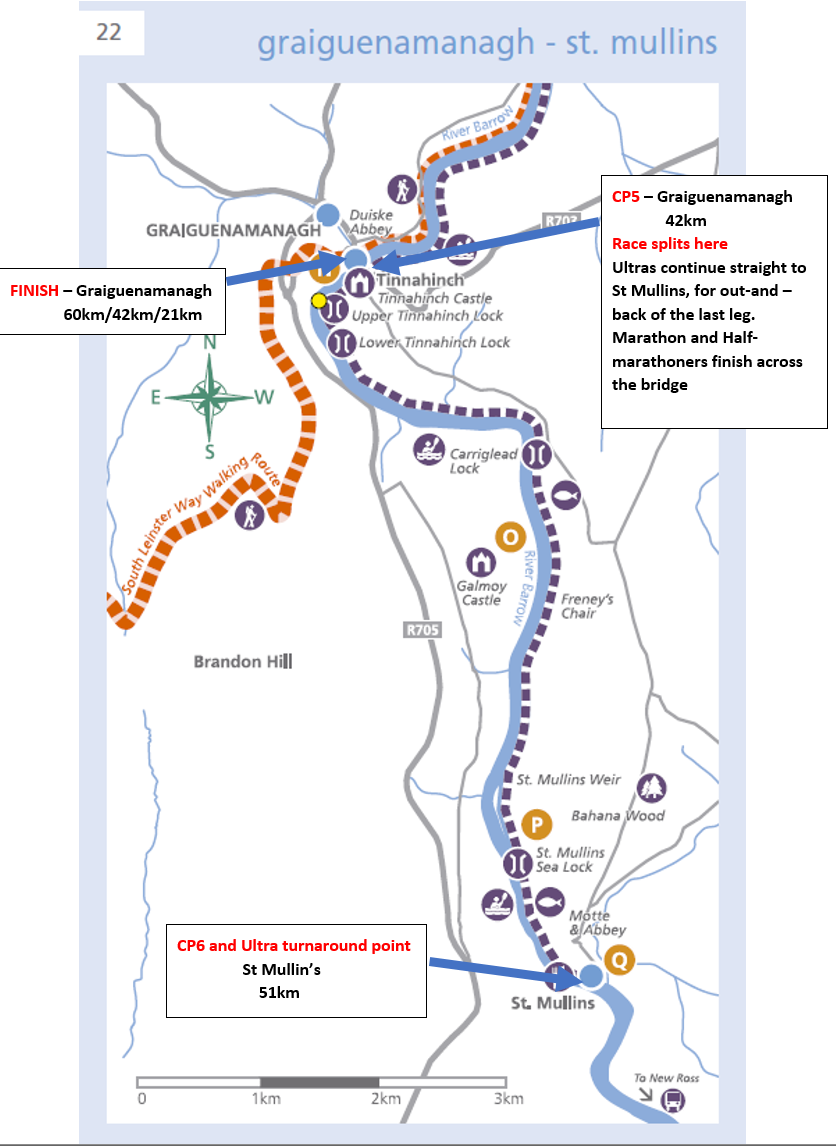 22
graiguenamanagh - st. mullins
River Barrow
CP5 – Graiguenamanagh
42km
Race splits here
Ultras continue straight to
St Mullins, for out-and –
back of the last leg.
Marathon and Half-
marathoners finish across
the bridge
R703
Duiske
Abbey
GRAIGUENAMANAGH
FINISH – Graiguenamanagh
60km/42km/21km
Tinnahinch
Tinnahinch Castle
Upper Tinnahinch Lock
Lower Tinnahinch Lock
N
E
W
S
Carriglead
Lock
South Leinster Way Walking Route
O
River Barrow
Galmoy
Castle
Freney's
Chair
R705
Brandon Hill
St. Mullins Weir
Bahana Wood
P
St. Mullins
Sea Lock
Motte
& Abbey
CP6 and Ultra turnaround point
St Mullin's
51km
Q
St. Mullins
To New Ross
0
1km
2km
3km